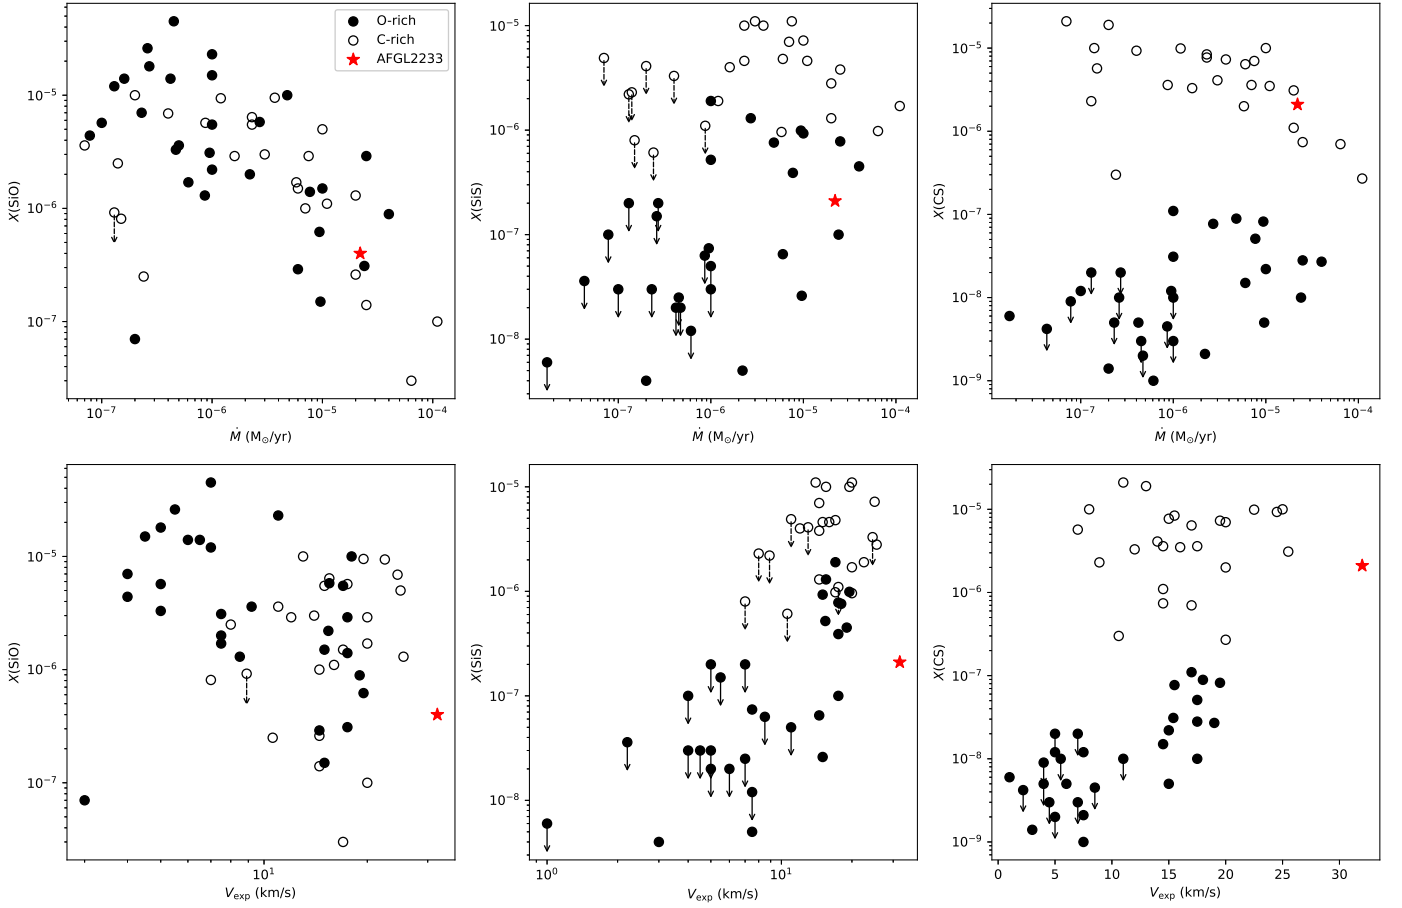 O-rich
C-rich
AFGL2233
X(SiO)
10⁻⁵
10⁻⁶
10⁻⁷
10⁻⁷ 10⁻⁶ 10⁻⁵ 10⁻⁴
Ṁ (M☉/yr)
X(SiS)
10⁻⁵
10⁻⁶
10⁻⁷
10⁻⁸
10⁻⁷ 10⁻⁶ 10⁻⁵ 10⁻⁴
Ṁ (M☉/yr)
X(CS)
10⁻⁵
10⁻⁶
10⁻⁷
10⁻⁸
10⁻⁹
10⁻⁷ 10⁻⁶ 10⁻⁵ 10⁻⁴
Ṁ (M☉/yr)
X(SiO)
10⁻⁵
10⁻⁶
10⁻⁷
10¹
V_exp (km/s)
X(SiS)
10⁻⁵
10⁻⁶
10⁻⁷
10⁻⁸
10⁰ 10¹
V_exp (km/s)
X(CS)
10⁻⁵
10⁻⁶
10⁻⁷
10⁻⁸
10⁻⁹
0 5 10 15 20 25 30
V_exp (km/s)